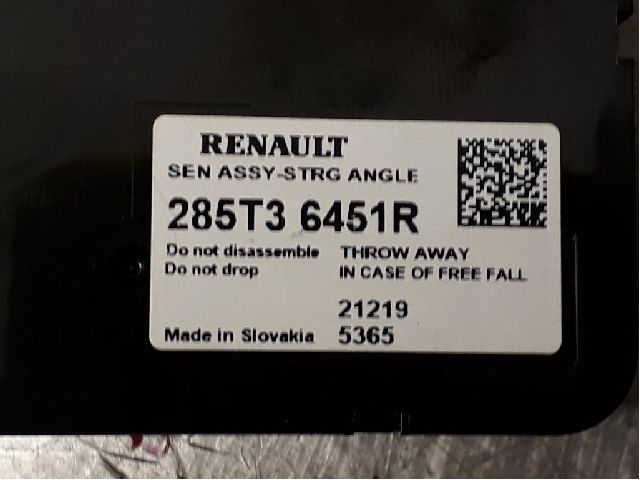 RENAULT
SEN ASSY-STRG ANGLE
285T3 6451R
Do not disassemble THROW AWAY
Do not drop IN CASE OF FREE FALL
21219
Made in Slovakia 5365